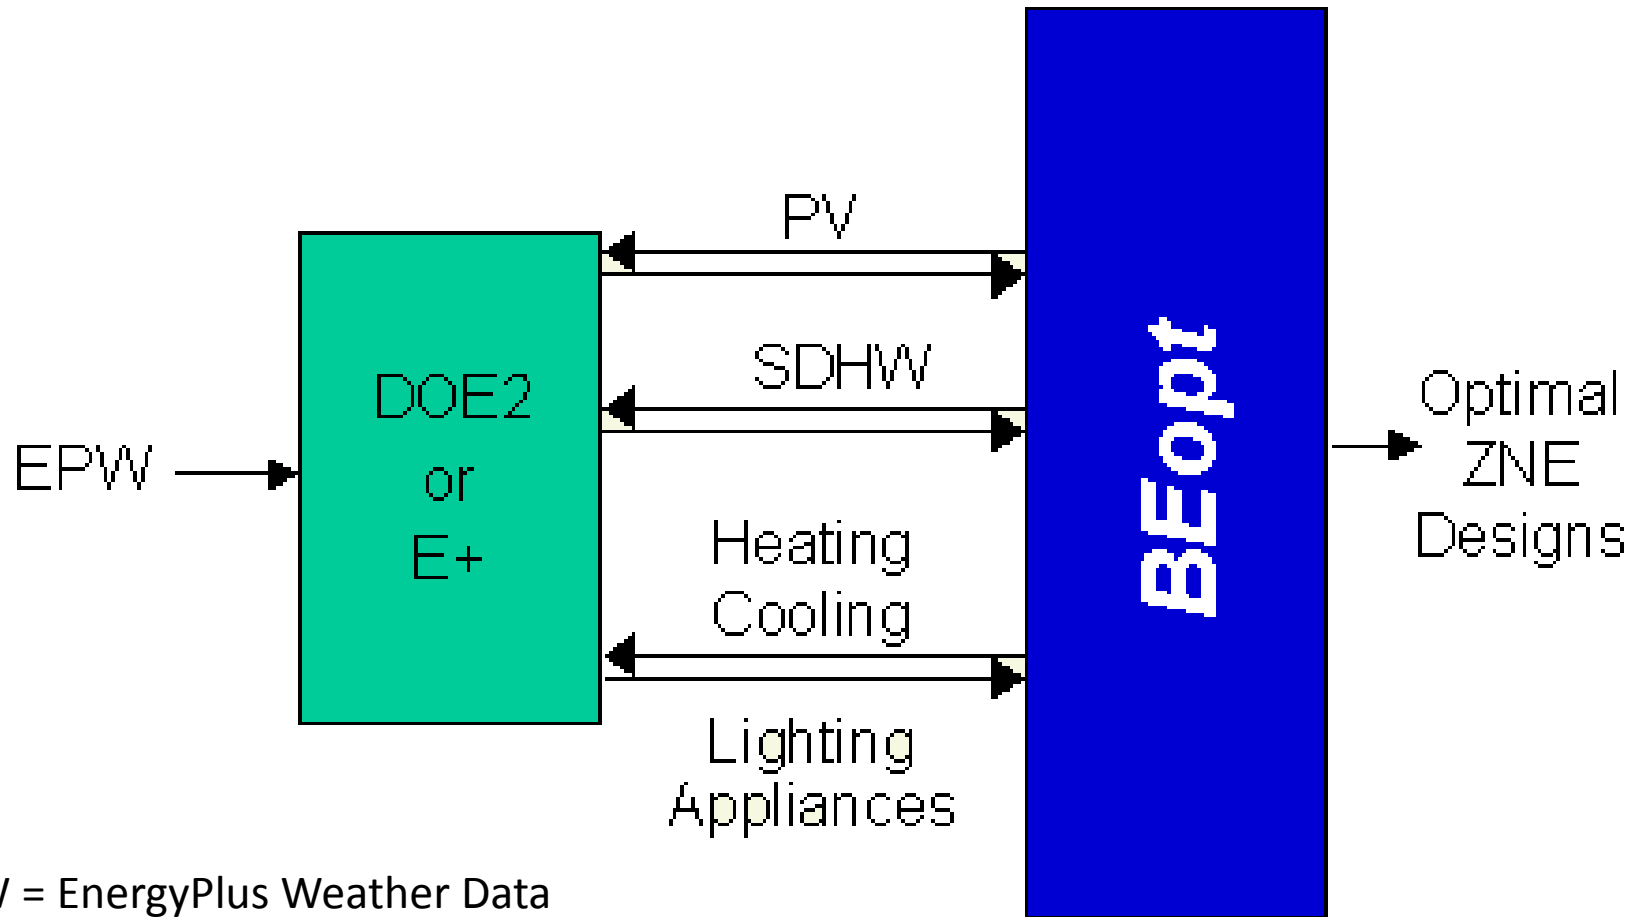 PV
SDHW
DOE2
or
E+
EPW
Heating
Cooling
Lighting
Appliances
BEopt
Optimal
ZNE
Designs
= EnergyPlus Weather Data